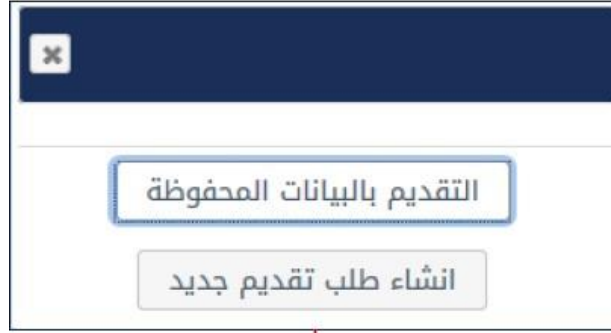 التقديم بالبيانات المحفوظة
انشاء طلب تقديم جديد